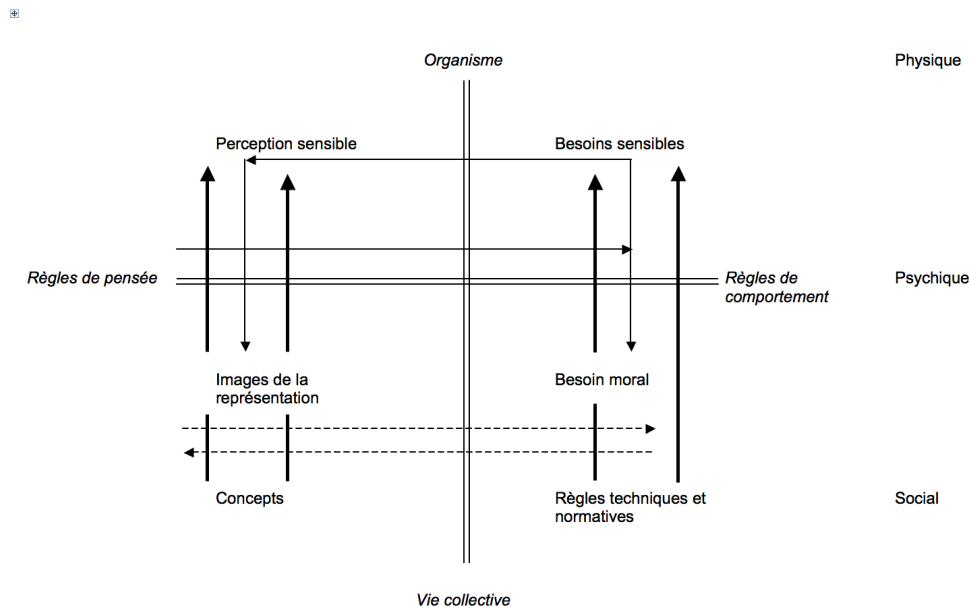 Organisme
Physique
Perception sensible
Besoins sensibles
Règles de pensée
Règles de
comportement
Psychique
Images de la
représentation
Besoin moral
Concepts
Règles techniques et
normatives
Social
Vie collective